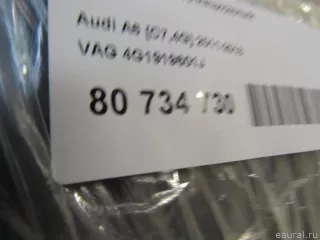 Audi A6 [C7,4G] 2011-2018
VAG 4G1919601J
80 734 730
eaural.ru